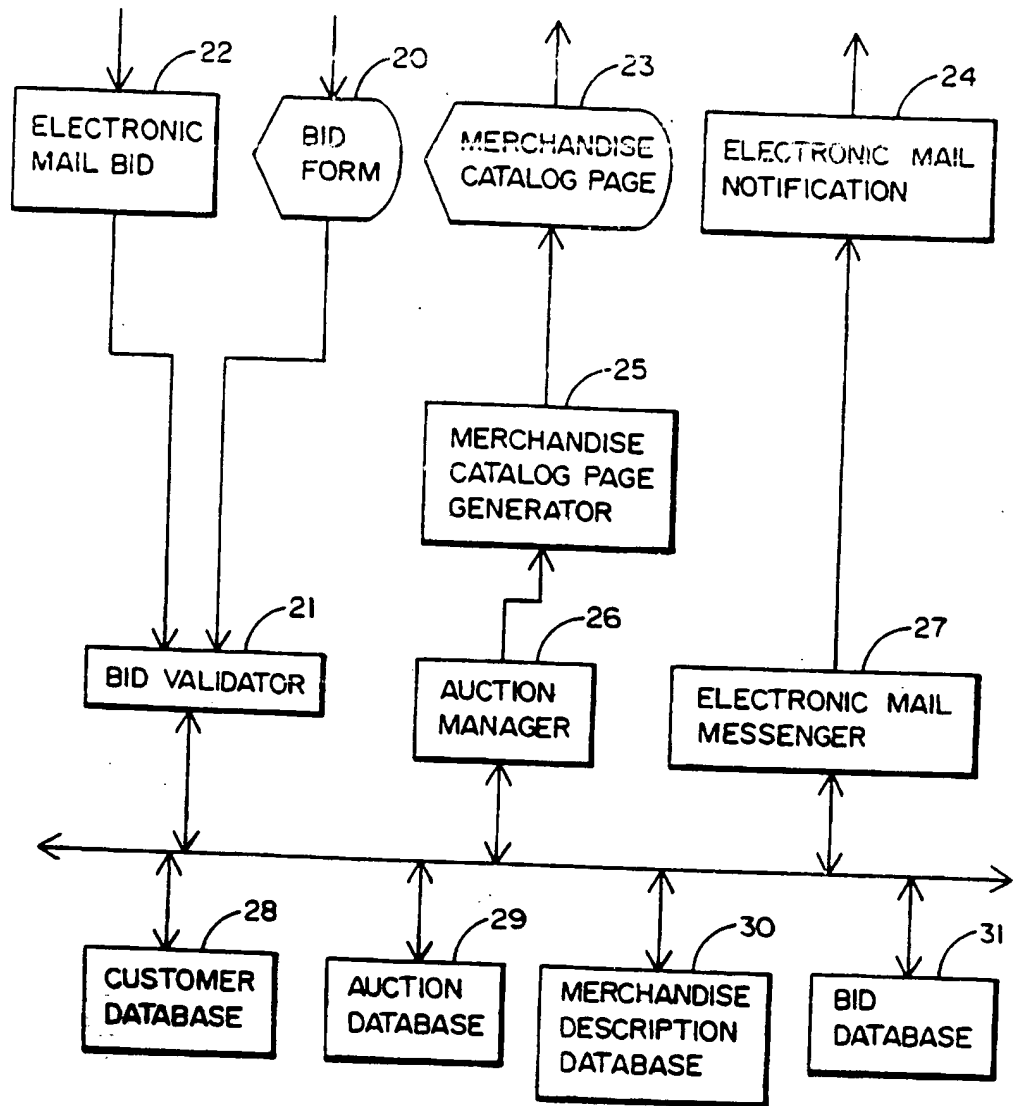 22
20
23
24
ELECTRONIC
MAIL BID
BID
FORM
MERCHANDISE
CATALOG PAGE
ELECTRONIC MAIL
NOTIFICATION
25
MERCHANDISE
CATALOG PAGE
GENERATOR
21
BID VALIDATOR
26
AUCTION
MANAGER
27
ELECTRONIC MAIL
MESSENGER
28
CUSTOMER
DATABASE
29
AUCTION
DATABASE
30
MERCHANDISE
DESCRIPTION
DATABASE
31
BID
DATABASE